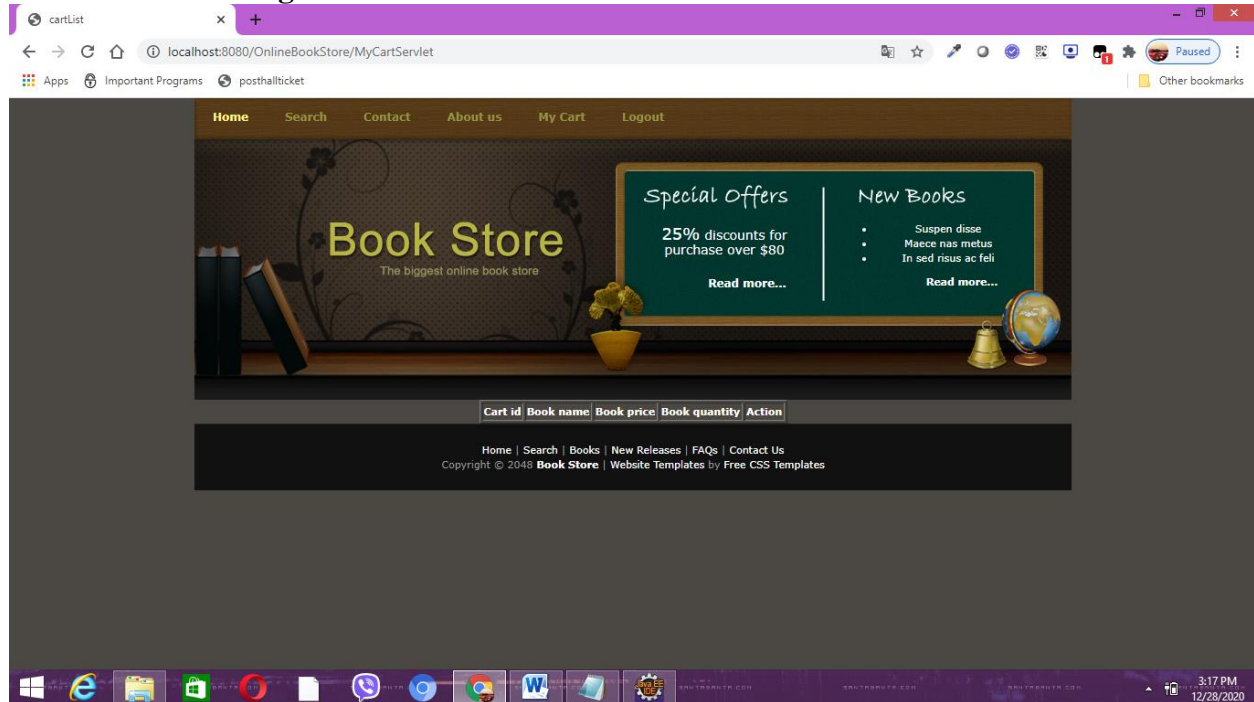 cartList
localhost:8080/OnlineBookStore/MyCartServlet
Paused
Apps Important Programs posthallticket
Other bookmarks
Home Search Contact About us My Cart Logout
Special Offers
25% discounts for
purchase over $80
Read more...
New Books
Suspen disse
Maece nas metus
In sed risus ac feli
Read more...
Book Store
The biggest online book store
Cart id Book name Book price Book quantity Action
Home | Search | Books | New Releases | FAQs | Contact Us
Copyright © 2048 Book Store | Website Templates by Free CSS Templates
3:17 PM
12/28/2020